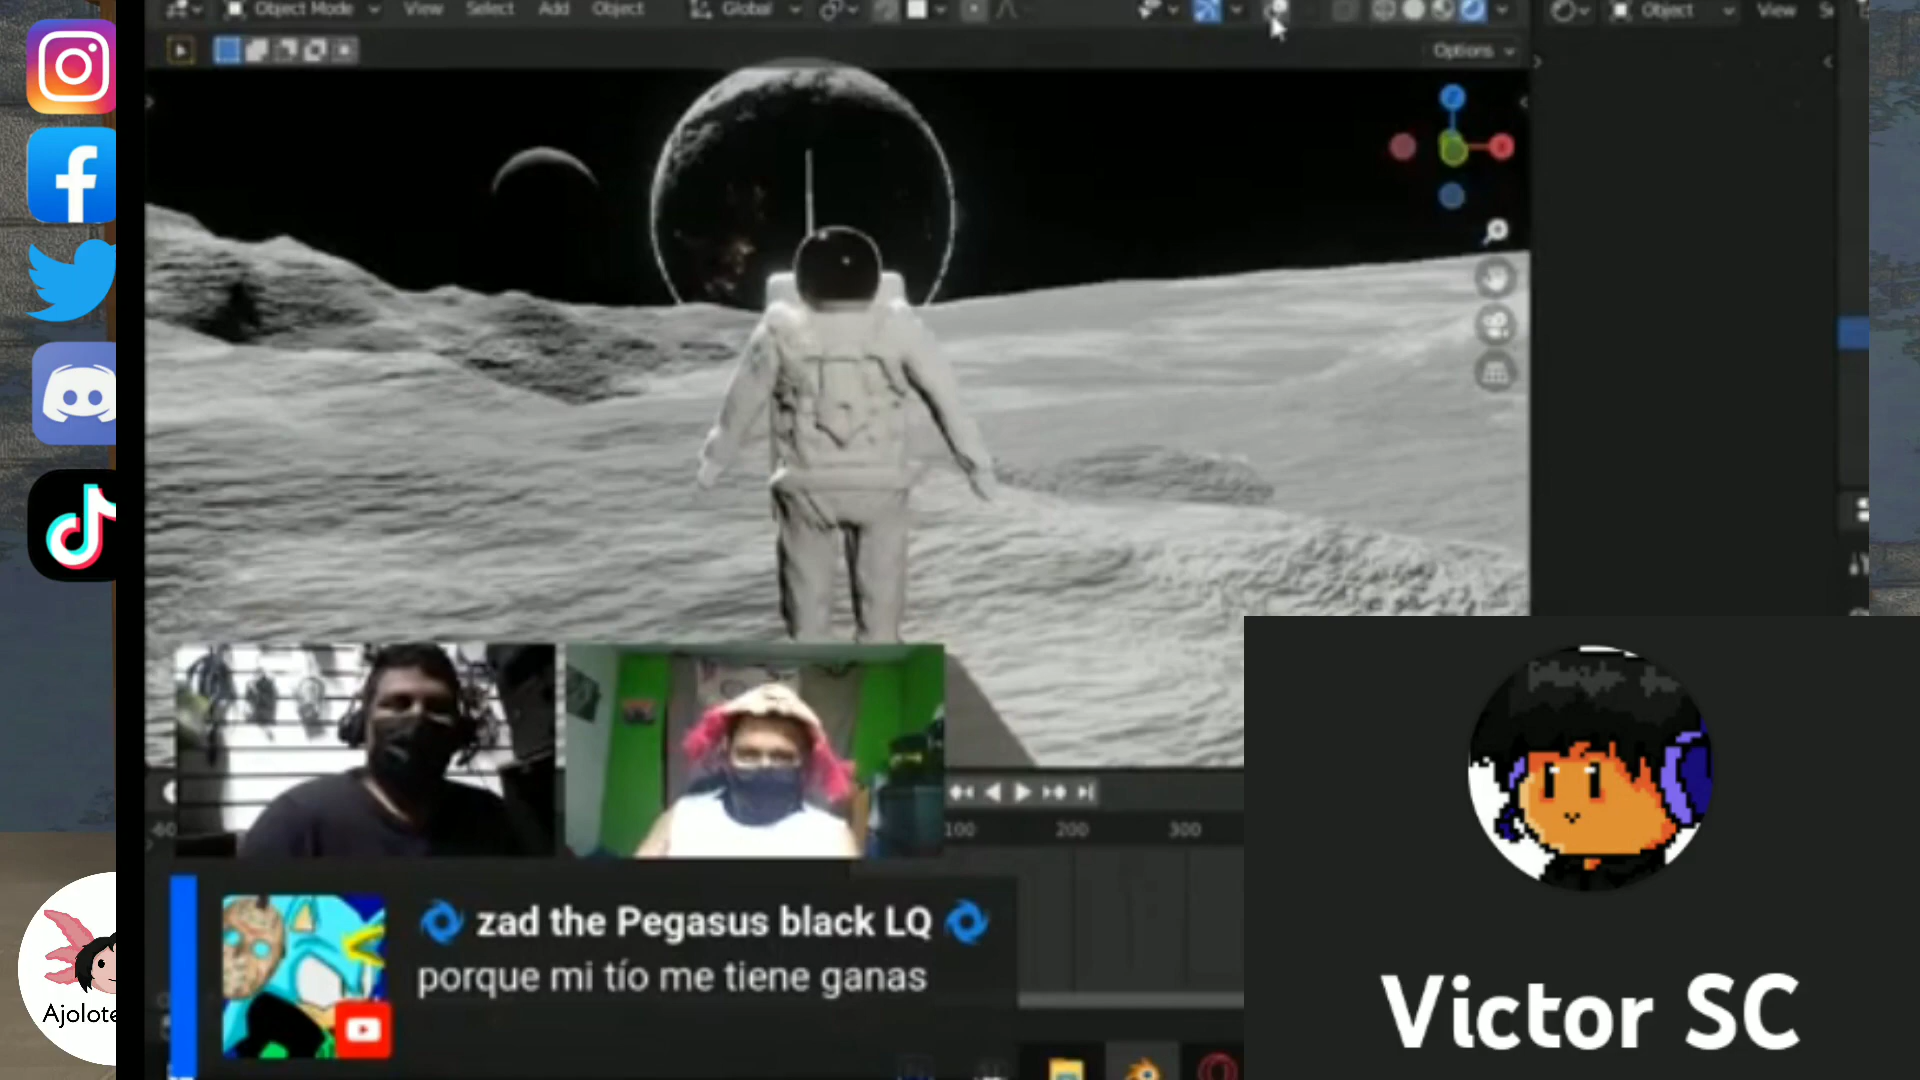 Object Mode View Select Add Object Global Object View
Options
100 200 300
zad the Pegasus black LQ
porque mi tío me tiene ganas
Victor SC
Ajolote